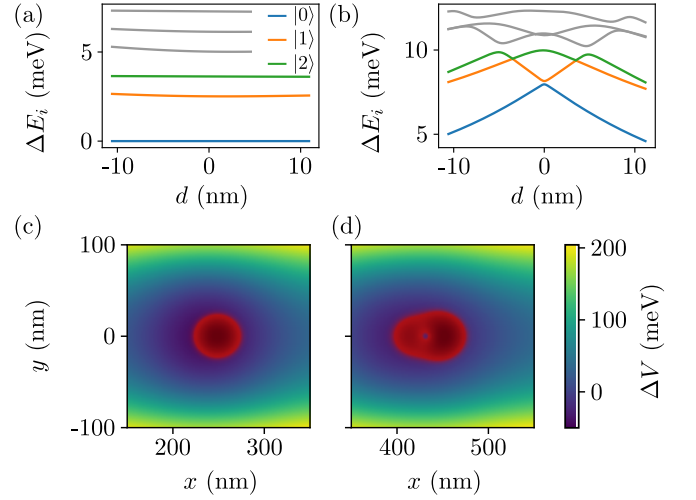 (a)
(b)
ΔE_i (meV)
5
0
|0⟩
|1⟩
|2⟩
-10
0
10
d (nm)
ΔE_i (meV)
10
5
-10
0
10
d (nm)
(c)
(d)
y (nm)
100
0
-100
200
300
x (nm)
400
500
x (nm)
200
100
0
ΔV (meV)